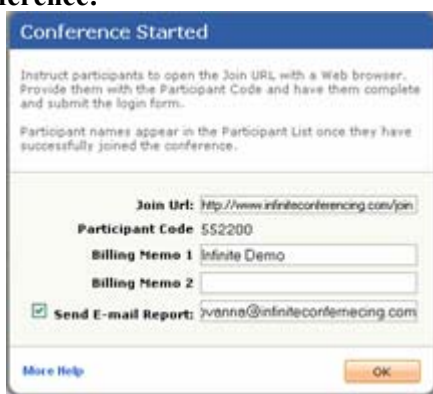 ference:
Conference Started
Instruct participants to open the Join URL with a Web browser.
Provide them with the Participant Code and have them complete
and submit the login form.
Participant names appear in the Participant List once they have
successfully joined the conference.
Join Url: http://www.infiniteconferencing.com/join
Participant Code 552200
Billing Memo 1 Infinite Demo
Billing Memo 2
Send E-mail Report: ovanna@infiniteconfernecing.com
More Help
OK